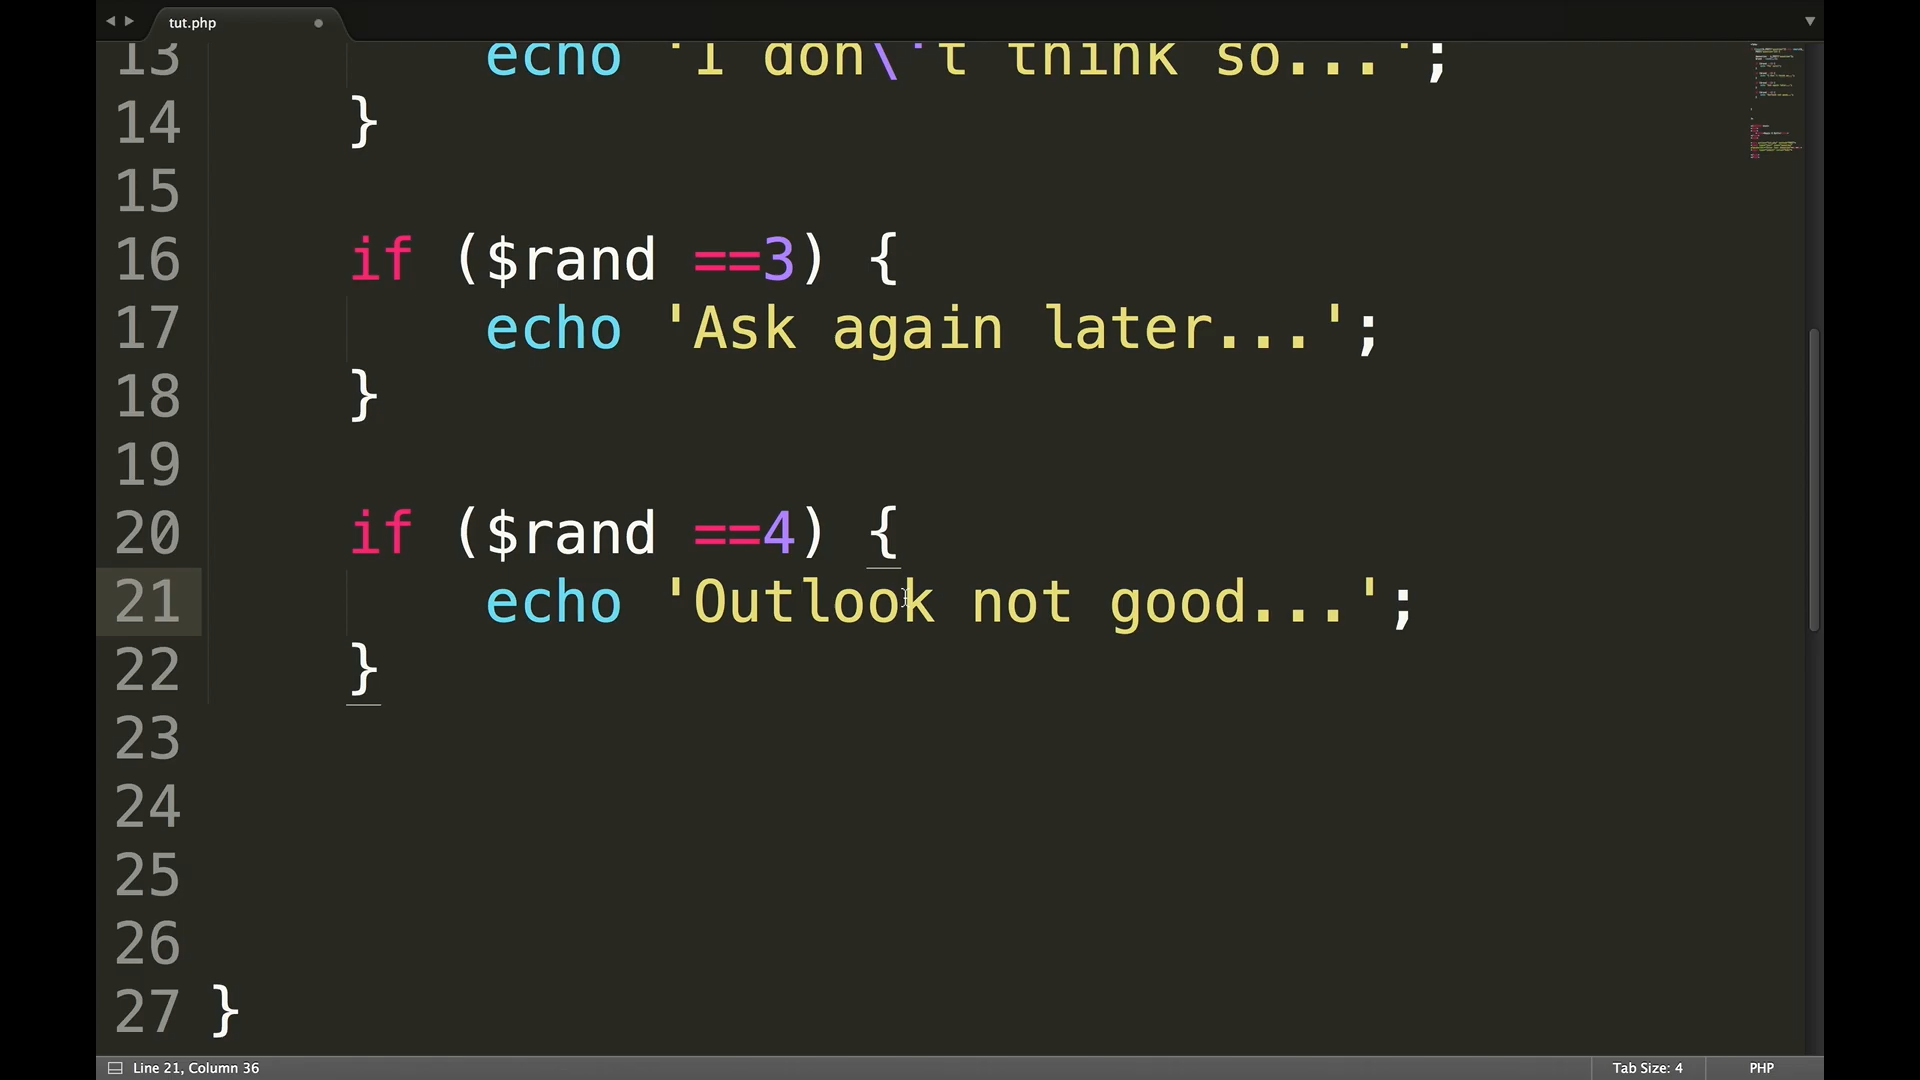 tut.php
13 echo 'I don\'t think so...';
14 }
15
16 if ($rand ==3) {
17 echo 'Ask again later...';
18 }
19
20 if ($rand ==4) {
21 echo 'Outlook not good...';
22 }
23
24
25
26
27 }
Line 21, Column 36 Tab Size: 4 PHP